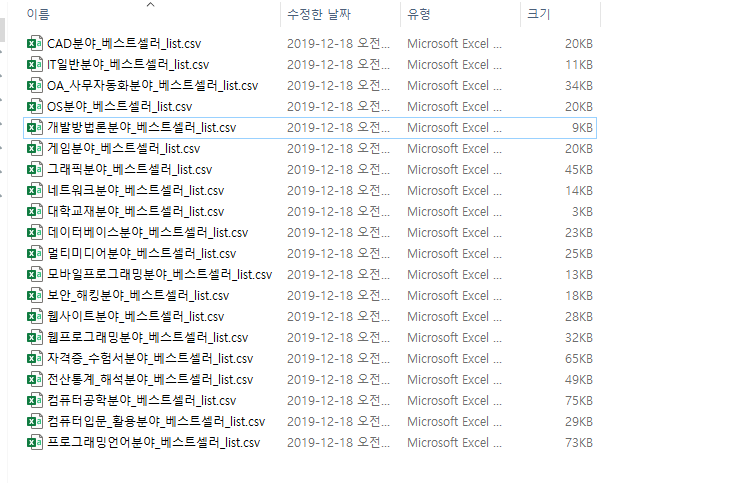 이름 수정한 날짜 유형 크기
CAD분야_베스트셀러_list.csv 2019-12-18 오전... Microsoft Excel ... 20KB
IT일반분야_베스트셀러_list.csv 2019-12-18 오전... Microsoft Excel ... 11KB
OA_사무자동화분야_베스트셀러_list.csv 2019-12-18 오전... Microsoft Excel ... 34KB
OS분야_베스트셀러_list.csv 2019-12-18 오전... Microsoft Excel ... 20KB
개발방법론분야_베스트셀러_list.csv 2019-12-18 오전... Microsoft Excel ... 9KB
게임분야_베스트셀러_list.csv 2019-12-18 오전... Microsoft Excel ... 20KB
그래픽분야_베스트셀러_list.csv 2019-12-18 오전... Microsoft Excel ... 45KB
네트워크분야_베스트셀러_list.csv 2019-12-18 오전... Microsoft Excel ... 14KB
대학교재분야_베스트셀러_list.csv 2019-12-18 오전... Microsoft Excel ... 3KB
데이터베이스분야_베스트셀러_list.csv 2019-12-18 오전... Microsoft Excel ... 23KB
멀티미디어분야_베스트셀러_list.csv 2019-12-18 오전... Microsoft Excel ... 25KB
모바일프로그래밍분야_베스트셀러_list.csv 2019-12-18 오전... Microsoft Excel ... 13KB
보안_해킹분야_베스트셀러_list.csv 2019-12-18 오전... Microsoft Excel ... 18KB
웹사이트분야_베스트셀러_list.csv 2019-12-18 오전... Microsoft Excel ... 28KB
웹프로그래밍분야_베스트셀러_list.csv 2019-12-18 오전... Microsoft Excel ... 32KB
자격증_수험서분야_베스트셀러_list.csv 2019-12-18 오전... Microsoft Excel ... 65KB
전산통계_해석분야_베스트셀러_list.csv 2019-12-18 오전... Microsoft Excel ... 49KB
컴퓨터공학분야_베스트셀러_list.csv 2019-12-18 오전... Microsoft Excel ... 75KB
컴퓨터입문_활용분야_베스트셀러_list.csv 2019-12-18 오전... Microsoft Excel ... 29KB
프로그래밍언어분야_베스트셀러_list.csv 2019-12-18 오전... Microsoft Excel ... 73KB